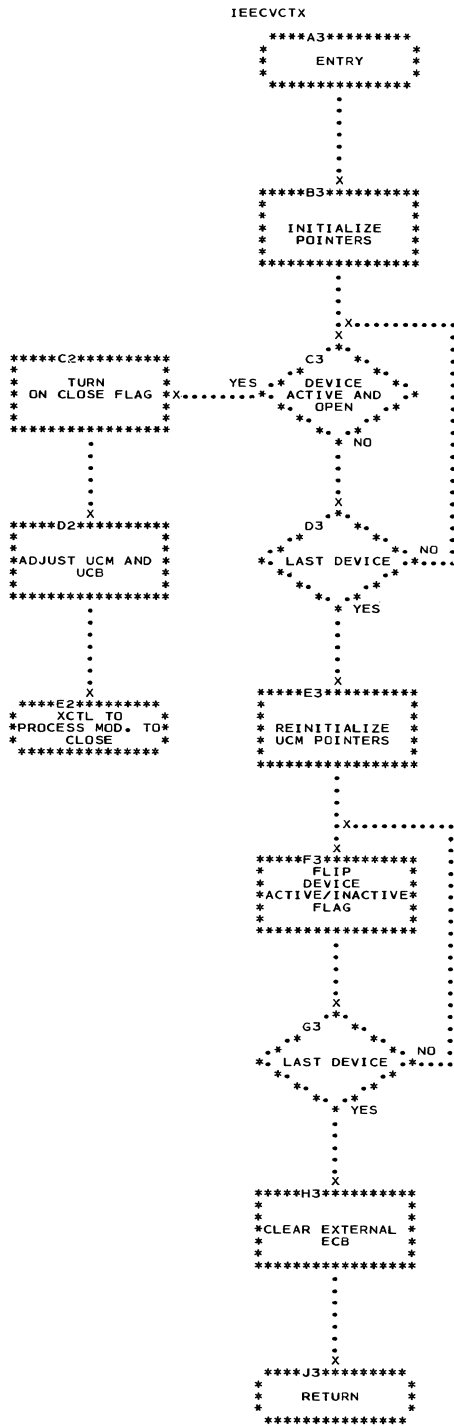 IEECVCTX
A3
ENTRY
B3
INITIALIZE
POINTERS
C3
DEVICE
ACTIVE AND
OPEN
YES
NO
C2
TURN
ON CLOSE FLAG
D2
ADJUST UCM AND
UCB
E2
XCTL TO
PROCESS MOD. TO
CLOSE
D3
LAST DEVICE
NO
YES
E3
REINITIALIZE
UCM POINTERS
F3
FLIP
DEVICE
ACTIVE/INACTIVE
FLAG
G3
LAST DEVICE
NO
YES
H3
CLEAR EXTERNAL
ECB
J3
RETURN